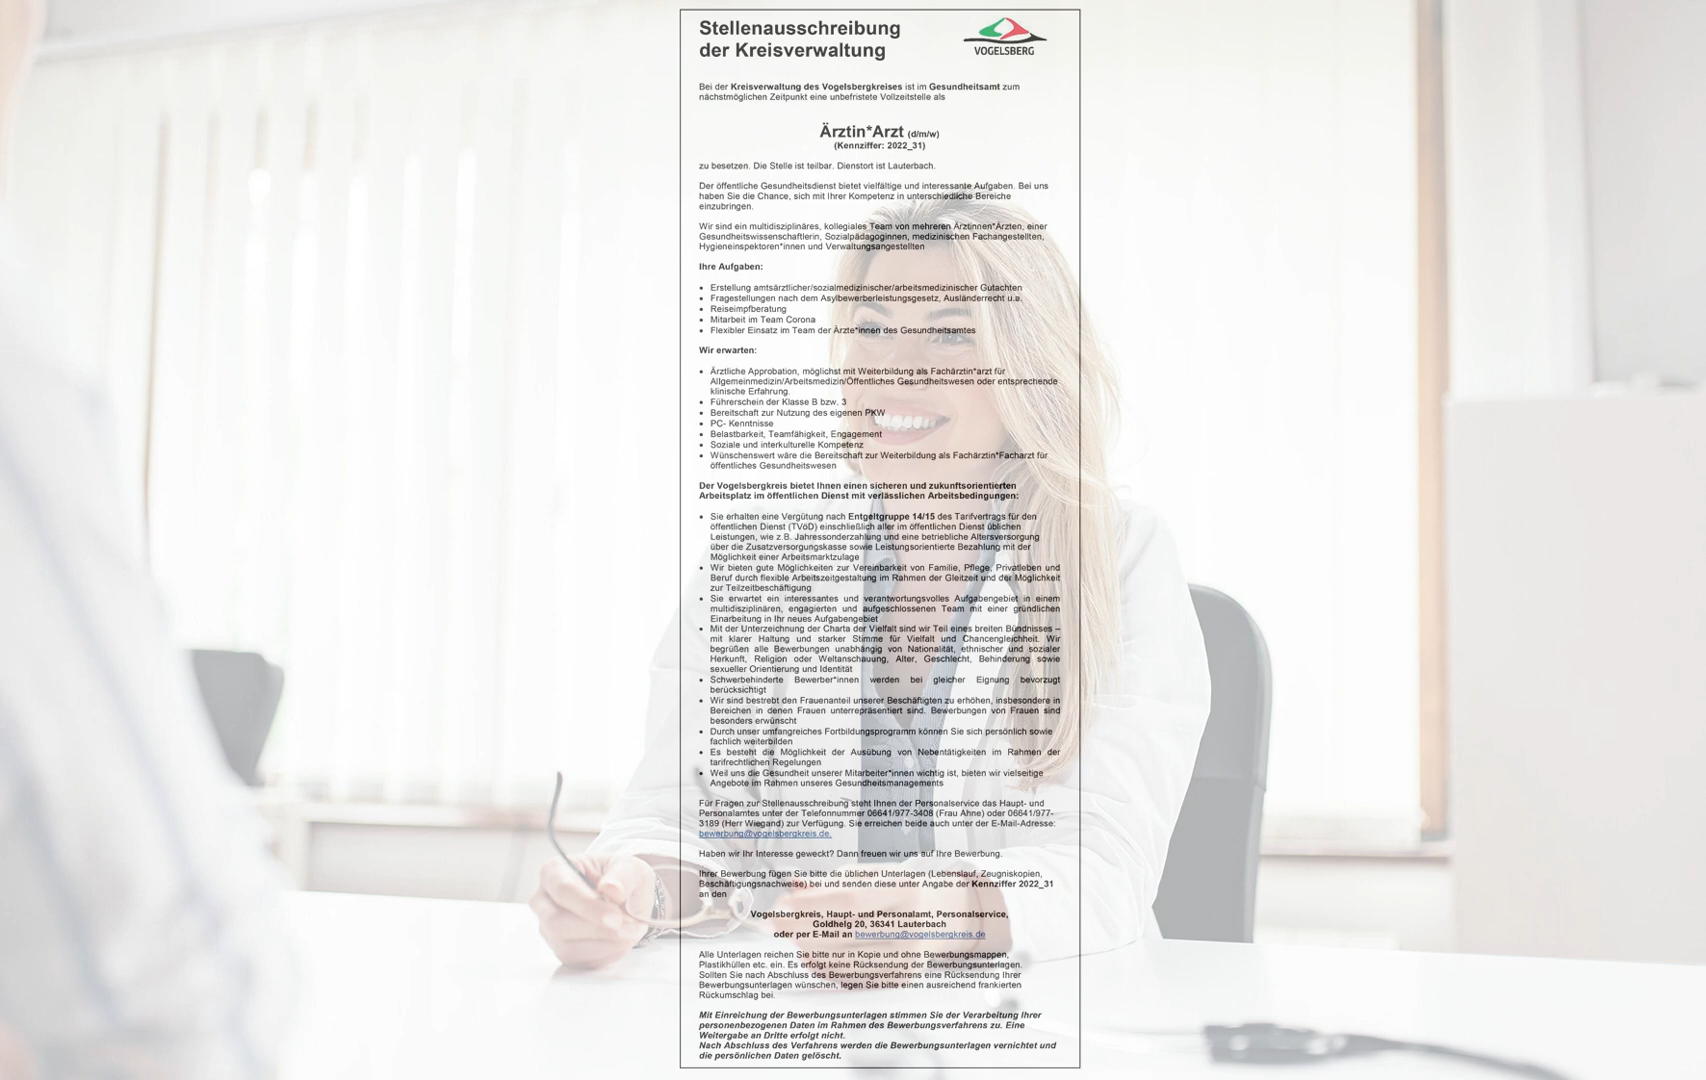 Stellenausschreibung
der Kreisverwaltung
VOGELSBERG
Bei der Kreisverwaltung des Vogelsbergkreises ist im Gesundheitsamt zum
nächstmöglichen Zeitpunkt eine unbefristete Vollzeitstelle als
Ärztin*Arzt (d/m/w)
(Kennziffer: 2022_31)
zu besetzen. Die Stelle ist teilbar. Dienstort ist Lauterbach.
Der öffentliche Gesundheitsdienst bietet vielfältige und interessante Aufgaben. Bei uns
haben Sie die Chance, sich mit Ihrer Kompetenz in unterschiedliche Bereiche
einzubringen.
Wir sind ein multidisziplinäres, kollegiales Team von mehreren Ärztinnen*Ärzten, einer
Gesundheitswissenschaftlerin, Sozialpädagoginnen, medizinischen Fachangestellten,
Hygieneinspektoren*innen und Verwaltungsangestellten
Ihre Aufgaben:
• Erstellung amtsärztlicher/sozialmedizinischer/arbeitsmedizinischer Gutachten
• Fragestellungen nach dem Asylbewerberleistungsgesetz, Ausländerrecht u.a.
• Reiseimpfberatung
• Mitarbeit im Team Corona
• Flexibler Einsatz im Team der Ärzte*innen des Gesundheitsamtes
Wir erwarten:
• Ärztliche Approbation, möglichst mit Weiterbildung als Fachärztin*arzt für
Allgemeinmedizin/Arbeitsmedizin/Öffentliches Gesundheitswesen oder entsprechende
klinische Erfahrung.
• Führerschein der Klasse B bzw. 3
• Bereitschaft zur Nutzung des eigenen PKW
• PC- Kenntnisse
• Belastbarkeit, Teamfähigkeit, Engagement
• Soziale und interkulturelle Kompetenz
• Wünschenswert wäre die Bereitschaft zur Weiterbildung als Fachärztin*Facharzt für
öffentliches Gesundheitswesen
Der Vogelsbergkreis bietet Ihnen einen sicheren und zukunftsorientierten
Arbeitsplatz im öffentlichen Dienst mit verlässlichen Arbeitsbedingungen:
• Sie erhalten eine Vergütung nach Entgeltgruppe 14/15 des Tarifvertrags für den
öffentlichen Dienst (TVöD) einschließlich aller im öffentlichen Dienst üblichen
Leistungen, wie z.B. Jahressonderzahlung und eine betriebliche Altersversorgung
über die Zusatzversorgungskasse sowie Leistungsorientierte Bezahlung mit der
Möglichkeit einer Arbeitsmarktzulage
• Wir bieten gute Möglichkeiten zur Vereinbarkeit von Familie, Pflege, Privatleben und
Beruf durch flexible Arbeitszeitgestaltung im Rahmen der Gleitzeit und der Möglichkeit
zur Teilzeitbeschäftigung
• Sie erwartet ein interessantes und verantwortungsvolles Aufgabengebiet in einem
multidisziplinären, engagierten und aufgeschlossenen Team mit einer gründlichen
Einarbeitung in Ihr neues Aufgabengebiet
• Mit der Unterzeichnung der Charta der Vielfalt sind wir Teil eines breiten Bündnisses –
mit klarer Haltung und starker Stimme für Vielfalt und Chancengleichheit. Wir
begrüßen alle Bewerbungen unabhängig von Nationalität, ethnischer und sozialer
Herkunft, Religion oder Weltanschauung, Alter, Geschlecht, Behinderung sowie
sexueller Orientierung und Identität
• Schwerbehinderte Bewerber*innen werden bei gleicher Eignung bevorzugt
berücksichtigt
• Wir sind bestrebt den Frauenanteil unserer Beschäftigten zu erhöhen, insbesondere in
Bereichen in denen Frauen unterrepräsentiert sind. Bewerbungen von Frauen sind
besonders erwünscht
• Durch unser umfangreiches Fortbildungsprogramm können Sie sich persönlich sowie
fachlich weiterbilden
• Es besteht die Möglichkeit der Ausübung von Nebentätigkeiten im Rahmen der
tarifrechtlichen Regelungen
• Weil uns die Gesundheit unserer Mitarbeiter*innen wichtig ist, bieten wir vielseitige
Angebote im Rahmen unseres Gesundheitsmanagements
Für Fragen zur Stellenausschreibung steht Ihnen der Personalservice das Haupt- und
Personalamtes unter der Telefonnummer 06641/977-3408 (Frau Ahne) oder 06641/977-
3189 (Herr Wiegand) zur Verfügung. Sie erreichen beide auch unter der E-Mail-Adresse:
bewerbung@vogelsbergkreis.de.
Haben wir Ihr Interesse geweckt? Dann freuen wir uns auf Ihre Bewerbung.
Ihrer Bewerbung fügen Sie bitte die üblichen Unterlagen (Lebenslauf, Zeugniskopien,
Beschäftigungsnachweise) bei und senden diese unter Angabe der Kennziffer 2022_31
an den
Vogelsbergkreis, Haupt- und Personalamt, Personalservice,
Goldhelg 20, 36341 Lauterbach
oder per E-Mail an bewerbung@vogelsbergkreis.de
Alle Unterlagen reichen Sie bitte nur in Kopie und ohne Bewerbungsmappen,
Plastikhüllen etc. ein. Es erfolgt keine Rücksendung der Bewerbungsunterlagen.
Sollten Sie nach Abschluss des Bewerbungsverfahrens eine Rücksendung Ihrer
Bewerbungsunterlagen wünschen, legen Sie bitte einen ausreichend frankierten
Rückumschlag bei.
Mit Einreichung der Bewerbungsunterlagen stimmen Sie der Verarbeitung Ihrer
personenbezogenen Daten im Rahmen des Bewerbungsverfahrens zu. Eine
Weitergabe an Dritte erfolgt nicht.
Nach Abschluss des Verfahrens werden die Bewerbungsunterlagen vernichtet und
die persönlichen Daten gelöscht.